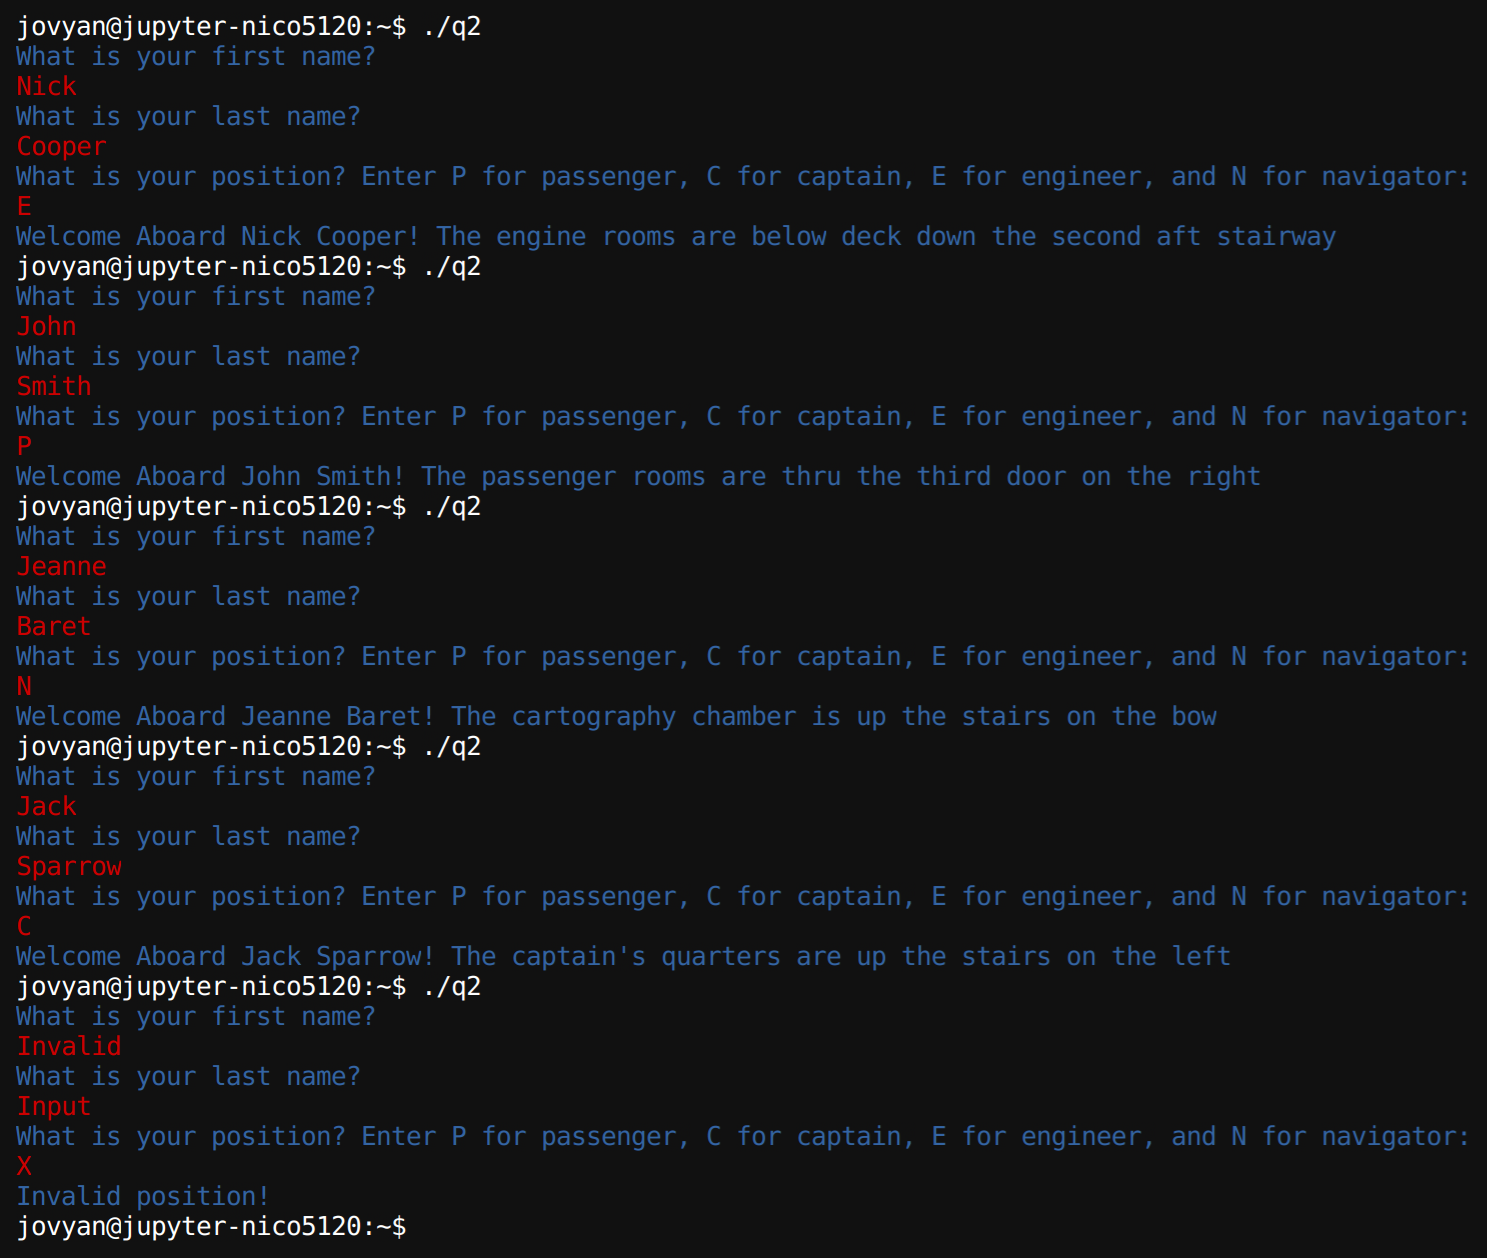 jovyan@jupyter-nico5120:~$ ./q2
What is your first name?
Nick
What is your last name?
Cooper
What is your position? Enter P for passenger, C for captain, E for engineer, and N for navigator:
E
Welcome Aboard Nick Cooper! The engine rooms are below deck down the second aft stairway
jovyan@jupyter-nico5120:~$ ./q2
What is your first name?
John
What is your last name?
Smith
What is your position? Enter P for passenger, C for captain, E for engineer, and N for navigator:
P
Welcome Aboard John Smith! The passenger rooms are thru the third door on the right
jovyan@jupyter-nico5120:~$ ./q2
What is your first name?
Jeanne
What is your last name?
Baret
What is your position? Enter P for passenger, C for captain, E for engineer, and N for navigator:
N
Welcome Aboard Jeanne Baret! The cartography chamber is up the stairs on the bow
jovyan@jupyter-nico5120:~$ ./q2
What is your first name?
Jack
What is your last name?
Sparrow
What is your position? Enter P for passenger, C for captain, E for engineer, and N for navigator:
C
Welcome Aboard Jack Sparrow! The captain's quarters are up the stairs on the left
jovyan@jupyter-nico5120:~$ ./q2
What is your first name?
Invalid
What is your last name?
Input
What is your position? Enter P for passenger, C for captain, E for engineer, and N for navigator:
X
Invalid position!
jovyan@jupyter-nico5120:~$